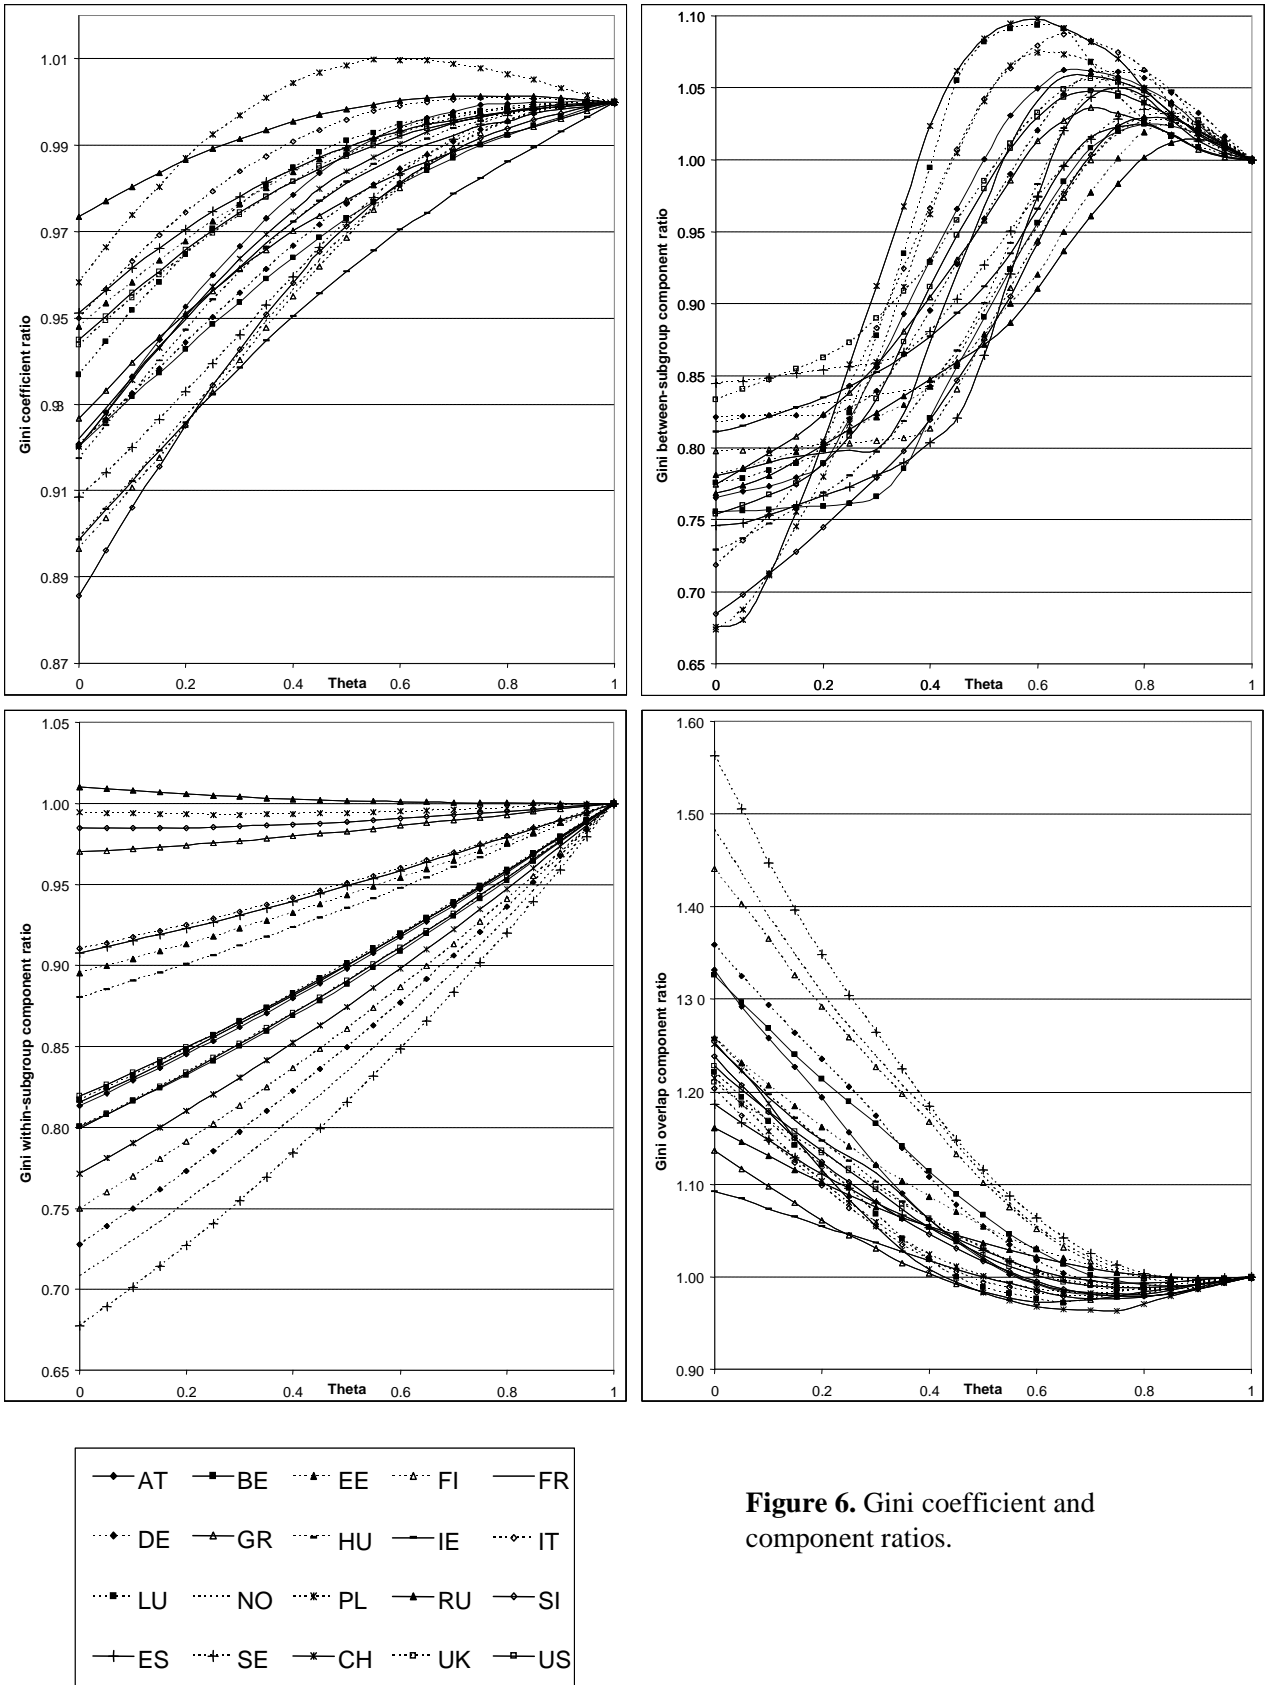 1.01
0.99
0.97
0.95
0.93
0.91
0.89
0.87
Gini coefficient ratio
0 0.2 0.4 Theta 0.6 0.8 1
1.10
1.05
1.00
0.95
0.90
0.85
0.80
0.75
0.70
0.65
Gini between-subgroup component ratio
0 0.2 0.4 Theta 0.6 0.8 1
1.05
1.00
0.95
0.90
0.85
0.80
0.75
0.70
0.65
Gini within-subgroup component ratio
0 0.2 Theta 0.4 0.6 0.8 1
1.60
1.50
1.40
1.30
1.20
1.10
1.00
0.90
Gini overlap component ratio
0 0.2 0.4 Theta 0.6 0.8 1
AT BE EE FI FR
DE GR HU IE IT
LU NO PL RU SI
ES SE CH UK US
Figure 6. Gini coefficient and
component ratios.